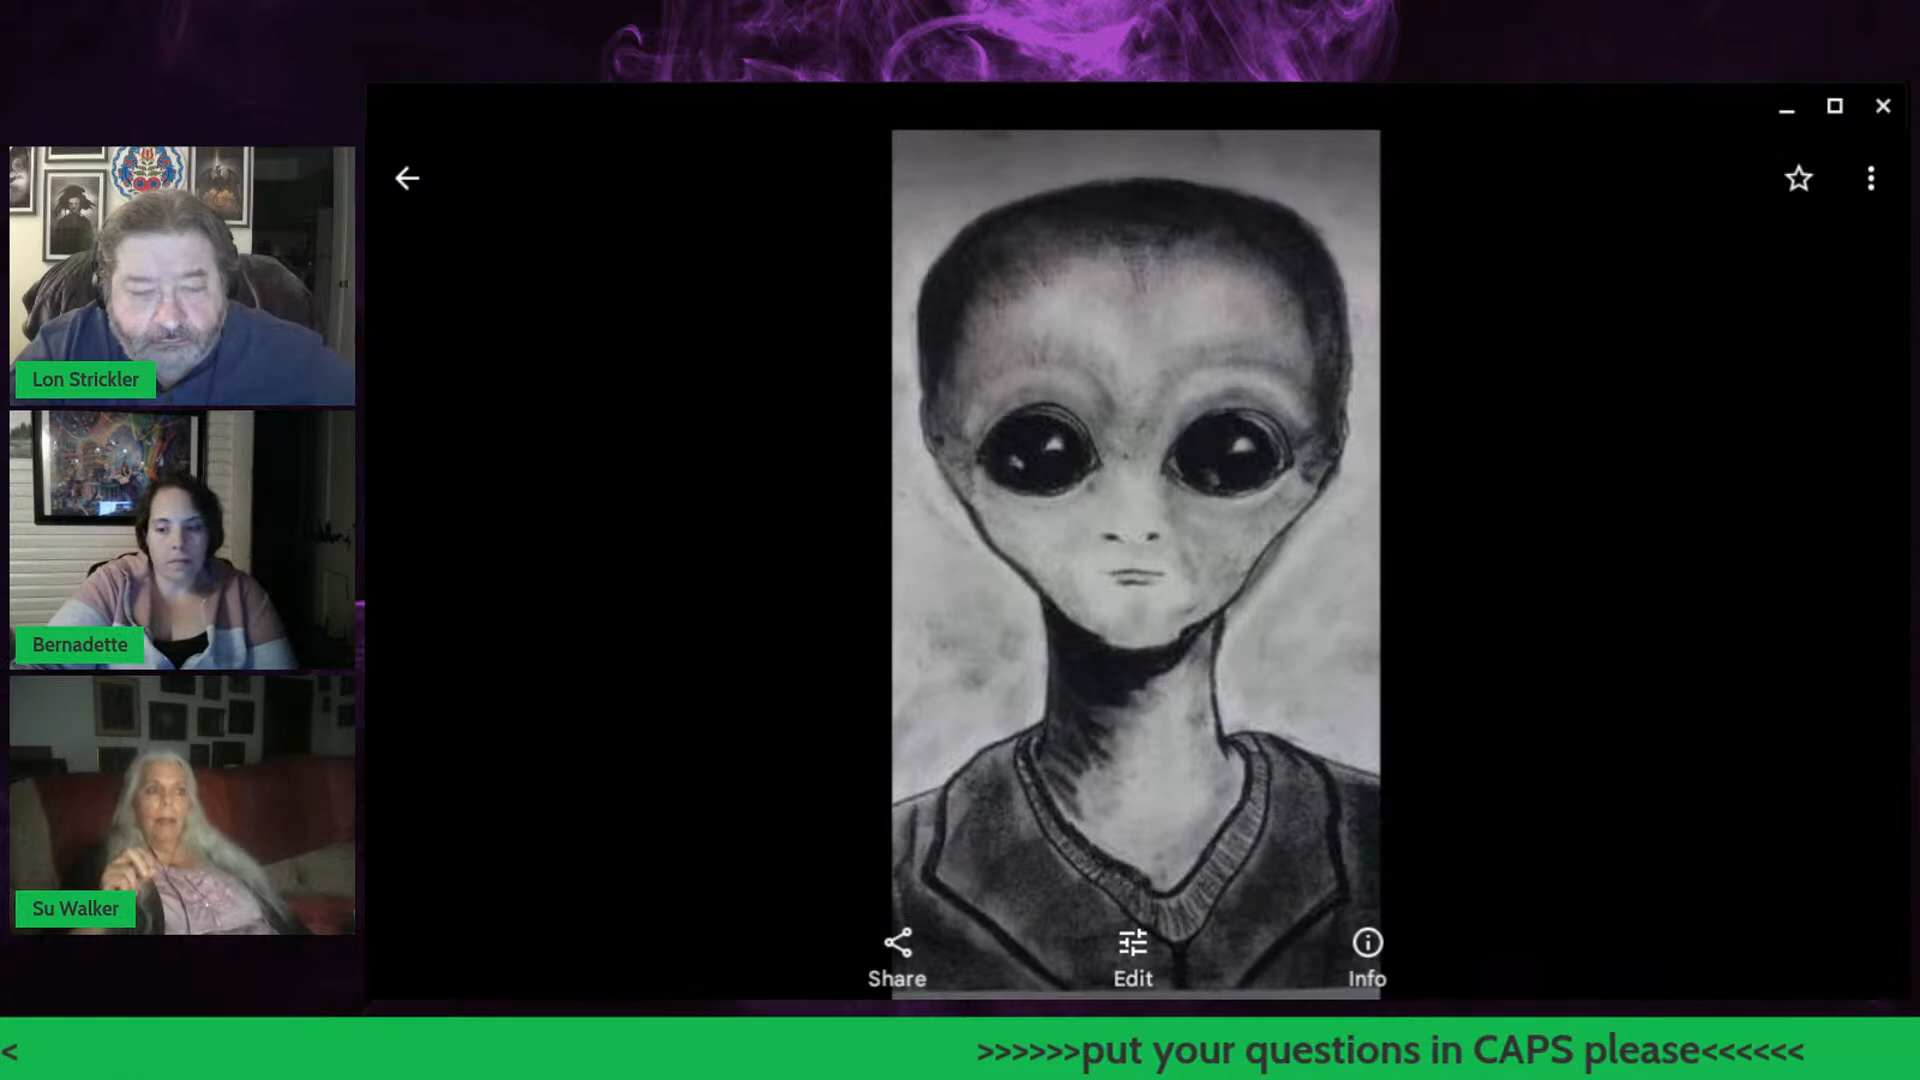 Lon Strickler
Bernadette
Su Walker
Share
Edit
Info
<
>>>>>>put your questions in CAPS please<<<<<<